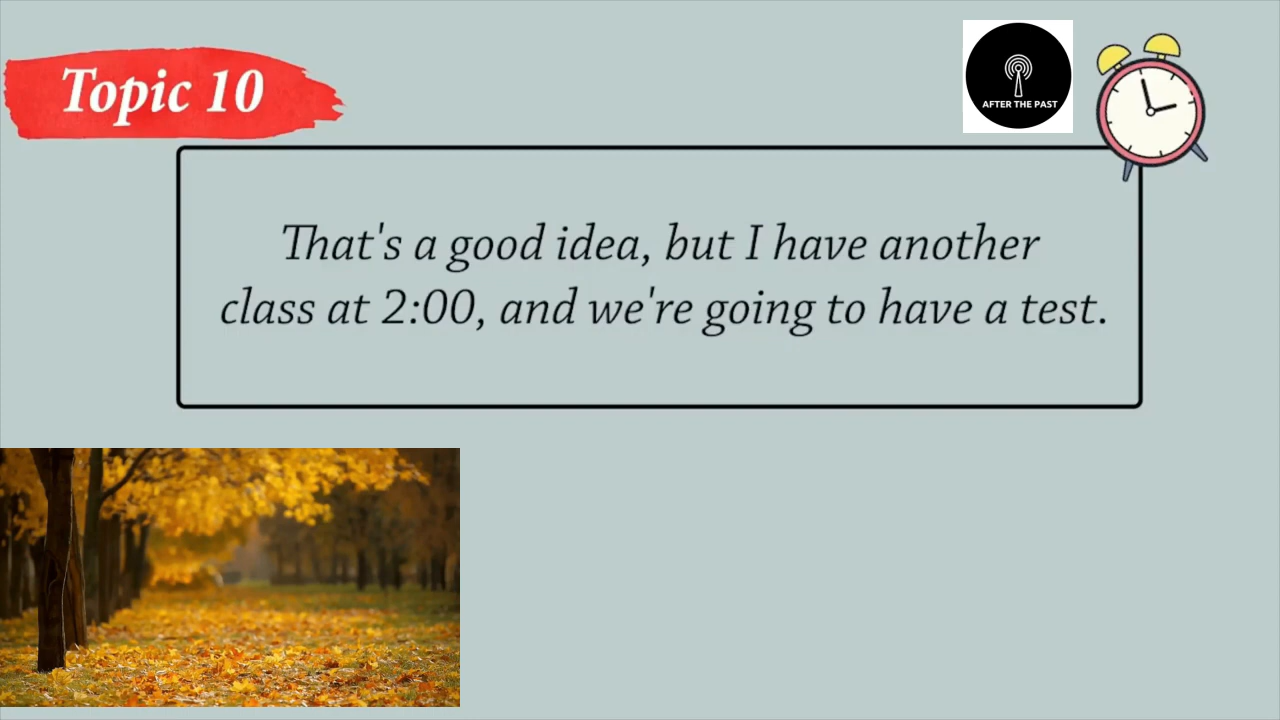 Topic 10
AFTER THE PAST
That's a good idea, but I have another
class at 2:00, and we're going to have a test.